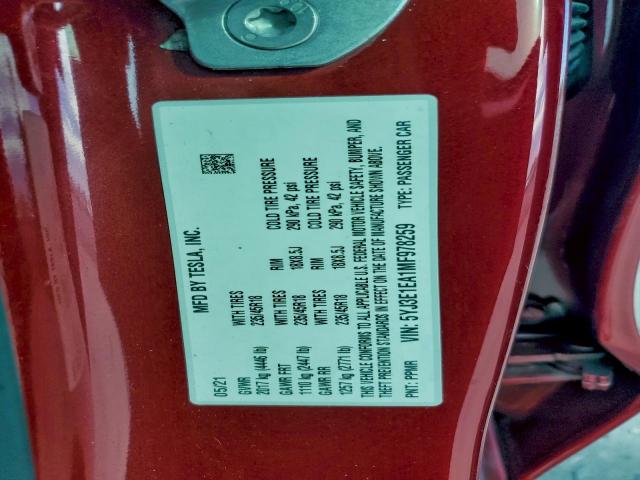 MFD BY TESLA, INC.
05/21
GVWR WITH TIRES RIM COLD TIRE PRESSURE
2017 kg (4446 lb) 235/45R18 18X8.5J 290 kPa, 42 psi
GAWR FRT WITH TIRES RIM COLD TIRE PRESSURE
1110 kg (2447 lb) 235/45R18 18X8.5J 290 kPa, 42 psi
GAWR RR
1257 kg (2771 lb) 235/45R18
THIS VEHICLE CONFORMS TO ALL APPLICABLE U.S. FEDERAL MOTOR VEHICLE SAFETY, BUMPER, AND
THEFT PREVENTION STANDARDS IN EFFECT ON THE DATE OF MANUFACTURE SHOWN ABOVE.
VIN: 5YJ3E1EA1MF978259 TYPE: PASSENGER CAR
PNT: PPMR